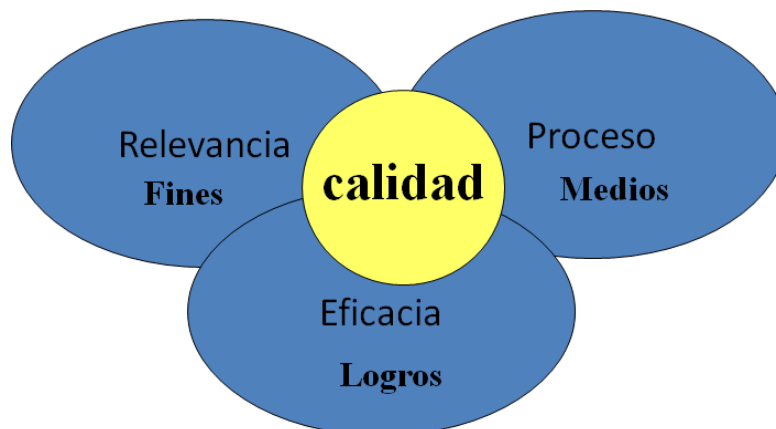 Relevancia
Fines
calidad
Proceso
Medios
Eficacia
Logros